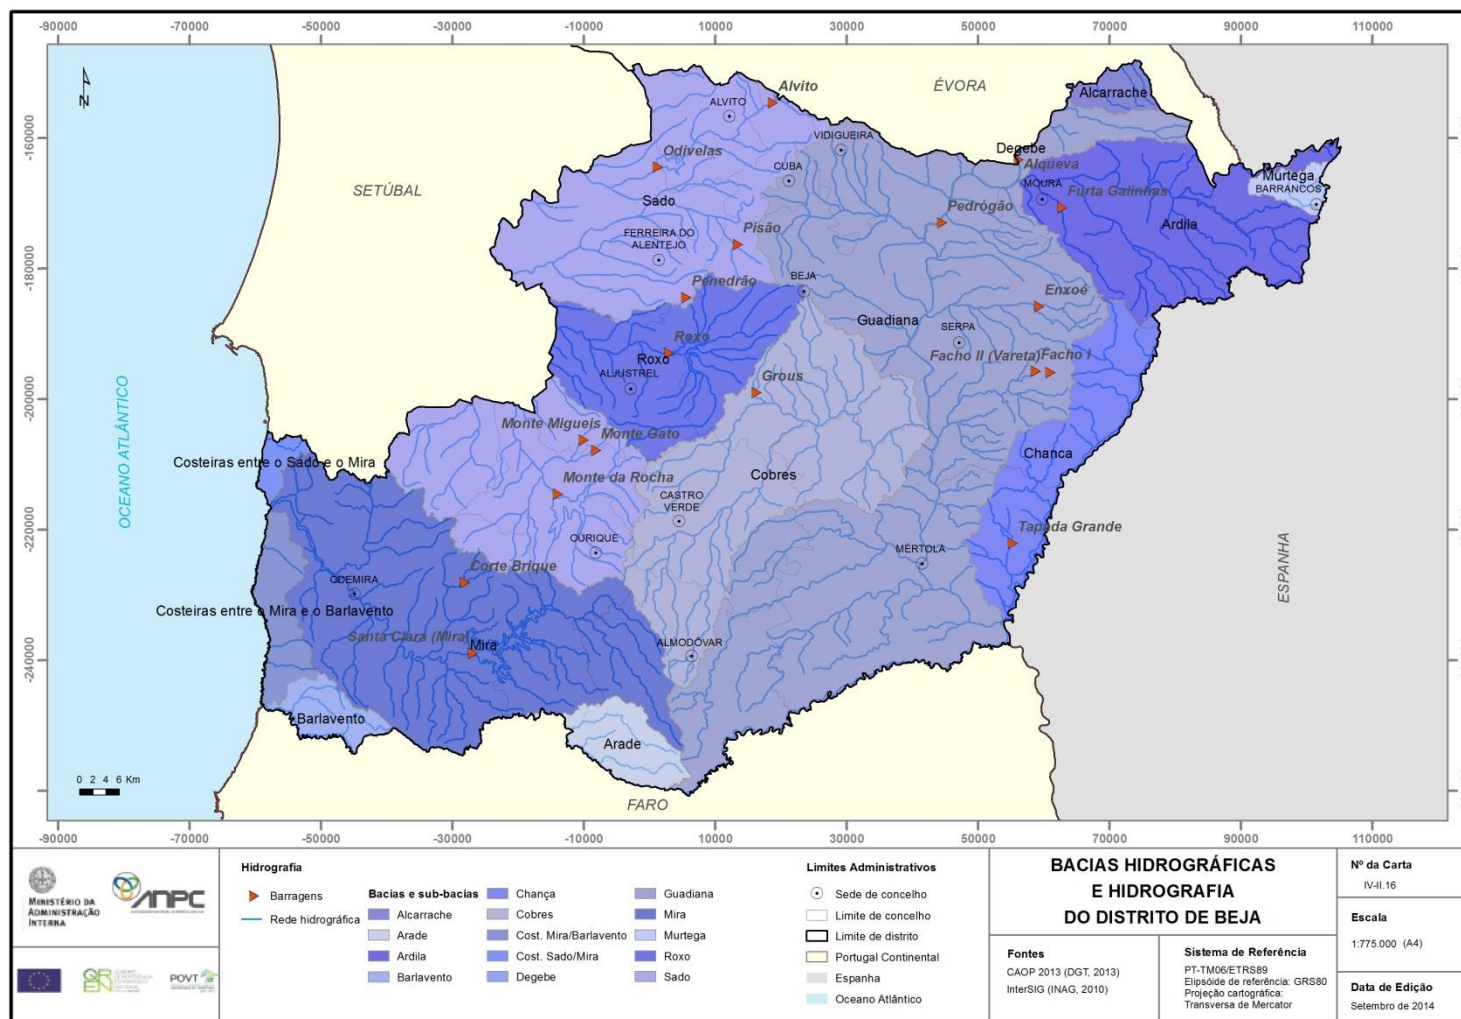 -90000 -70000 -50000 -30000 -10000 10000 30000 50000 70000 90000 110000
N
-160000
-180000
-200000
-220000
-240000
ÉVORA
SETÚBAL
OCEANO ATLÂNTICO
ESPANHA
FARO
Alvito
ALVITO
Alcarrache
VIDIGUEIRA
Degebe
Odivelas
CUBA
Alqueva
MOURA
Furta Galinhas
Murtega
BARRANCOS
Sado
Pedrógão
Ardila
FERREIRA DO
ALENTEJO
Pisão
Penedrão
BEJA
Enxoé
Guadiana
SERPA
Roxo
Roxo
ALJUSTREL
Facho II (Vareta)
Facho I
Grous
Monte Migueis
Monte Gato
Costeiras entre o Sado e o Mira
Monte da Rocha
Cobres
Chanca
CASTRO
VERDE
Tapada Grande
OURIQUE
MÉRTOLA
Corte Brique
ODEMIRA
Costeiras entre o Mira e o Barlavento
Santa Clara (Mira)
Mira
ALMODÔVAR
Barlavento
Arade
0 2 4 6 Km
-90000 -70000 -50000 -30000 -10000 10000 30000 50000 70000 90000 110000
MINISTÉRIO DA
ADMINISTRAÇÃO
INTERNA
ANPC
QREN
POVT
Hidrografia
Barragens
Rede hidrográfica
Bacias e sub-bacias
Alcarrache
Arade
Ardila
Barlavento
Chança
Cobres
Cost. Mira/Barlavento
Cost. Sado/Mira
Degebe
Guadiana
Mira
Murtega
Roxo
Sado
Limites Administrativos
Sede de concelho
Limite de concelho
Limite de distrito
Portugal Continental
Espanha
Oceano Atlântico
BACIAS HIDROGRÁFICAS
E HIDROGRAFIA
DO DISTRITO DE BEJA
Fontes
CAOP 2013 (DGT, 2013)
InterSIG (INAG, 2010)
Sistema de Referência
PT-TM06/ETRS89
Elipsóide de referência: GRS80
Projeção cartográfica:
Transversa de Mercator
Nº da Carta
IV-II.16
Escala
1:775.000 (A4)
Data de Edição
Setembro de 2014